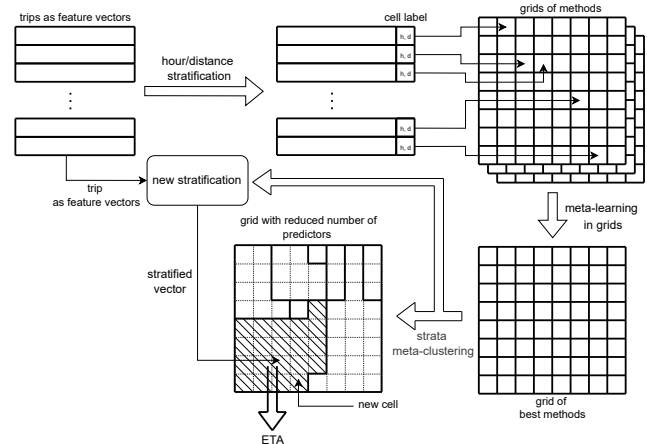 trips as feature vectors
cell label
grids of methods
h, d
h, d
h, d
hour/distance
stratification
h, d
h, d
new stratification
trip
as feature vectors
meta-learning
in grids
grid with reduced number of
predictors
stratified
vector
strata
meta-clustering
new cell
grid of
best methods
ETA